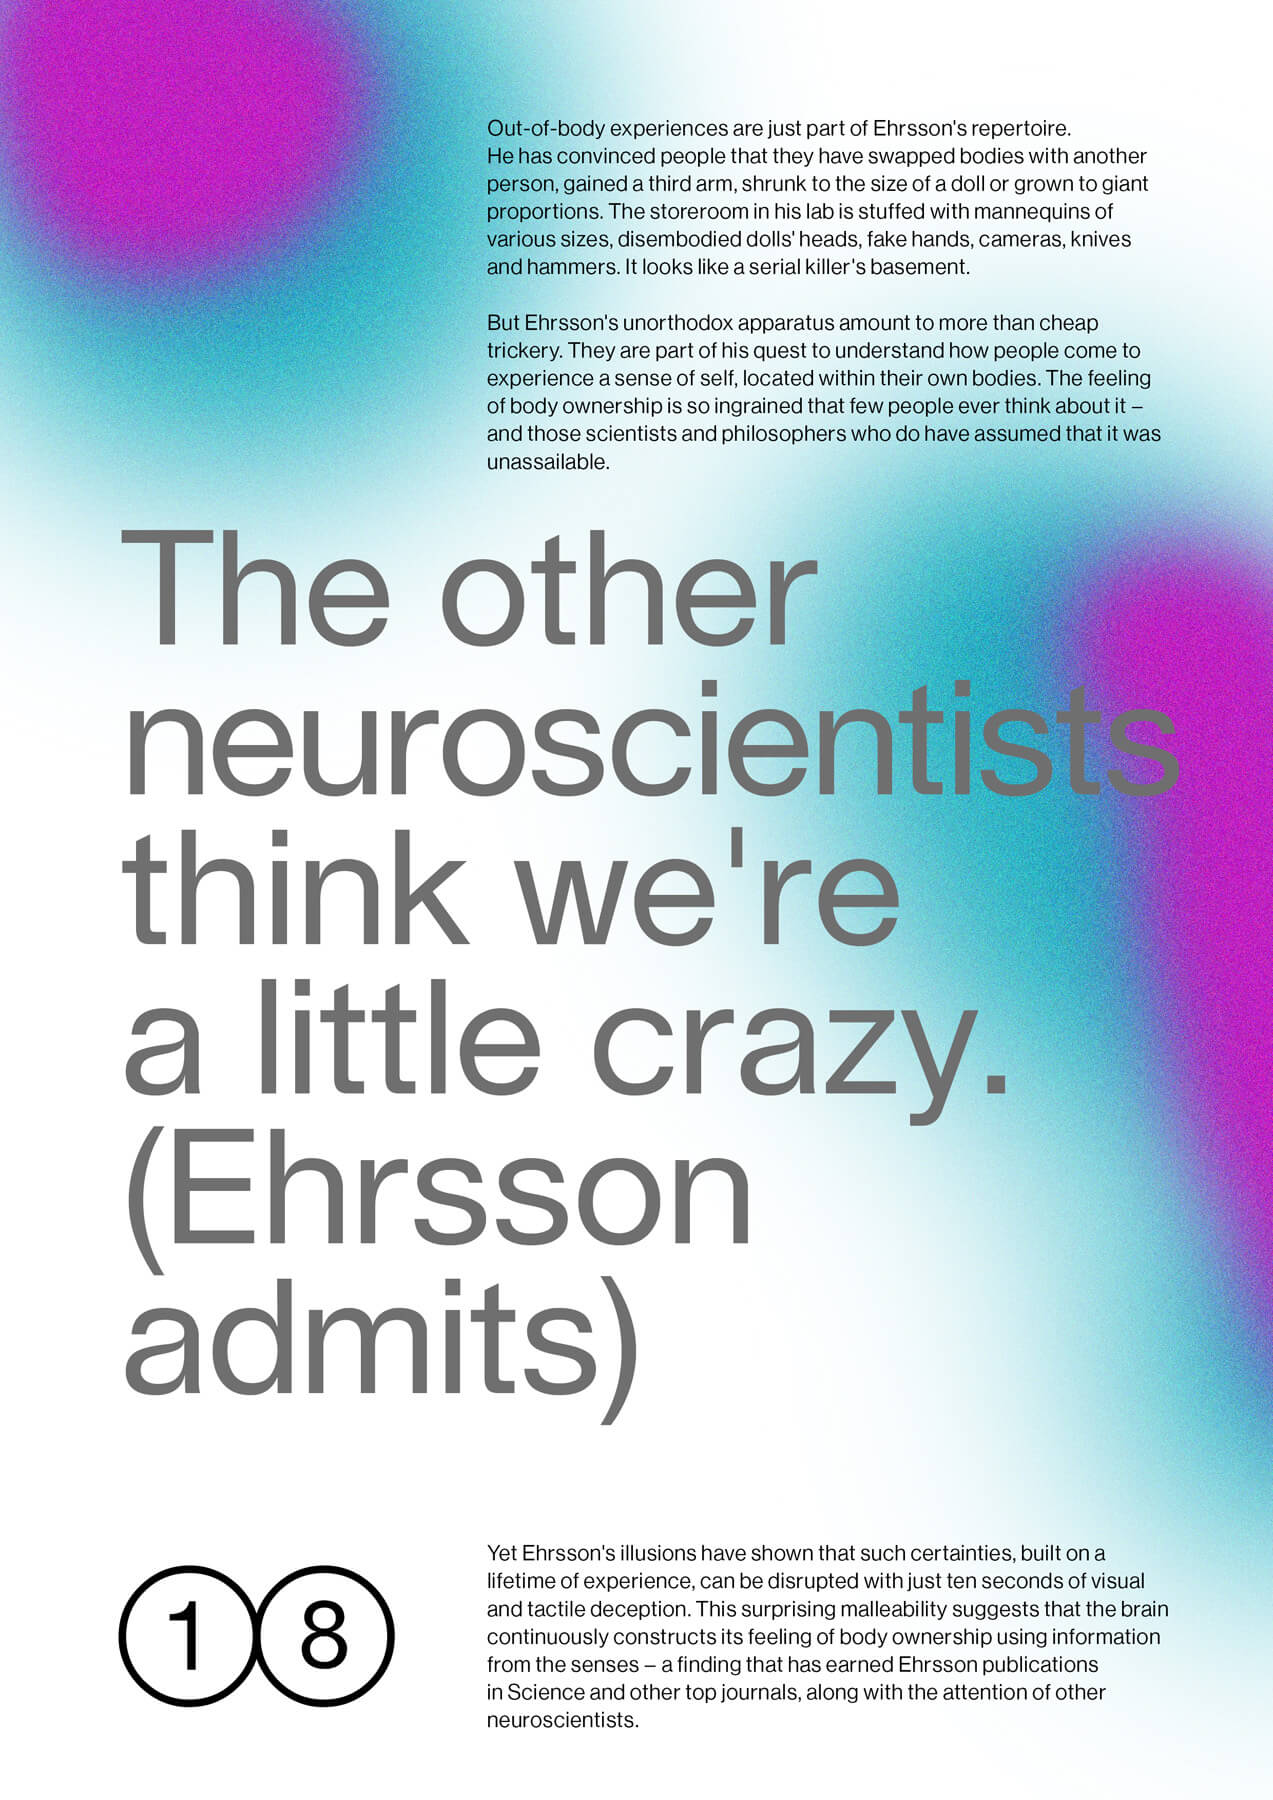 Out-of-body experiences are just part of Ehrsson's repertoire.
He has convinced people that they have swapped bodies with another
person, gained a third arm, shrunk to the size of a doll or grown to giant
proportions. The storeroom in his lab is stuffed with mannequins of
various sizes, disembodied dolls' heads, fake hands, cameras, knives
and hammers. It looks like a serial killer's basement.
But Ehrsson's unorthodox apparatus amount to more than cheap
trickery. They are part of his quest to understand how people come to
experience a sense of self, located within their own bodies. The feeling
of body ownership is so ingrained that few people ever think about it –
and those scientists and philosophers who do have assumed that it was
unassailable.
The other
neuroscientists
think we're
a little crazy.
(Ehrsson
admits)
18
Yet Ehrsson's illusions have shown that such certainties, built on a
lifetime of experience, can be disrupted with just ten seconds of visual
and tactile deception. This surprising malleability suggests that the brain
continuously constructs its feeling of body ownership using information
from the senses – a finding that has earned Ehrsson publications
in Science and other top journals, along with the attention of other
neuroscientists.